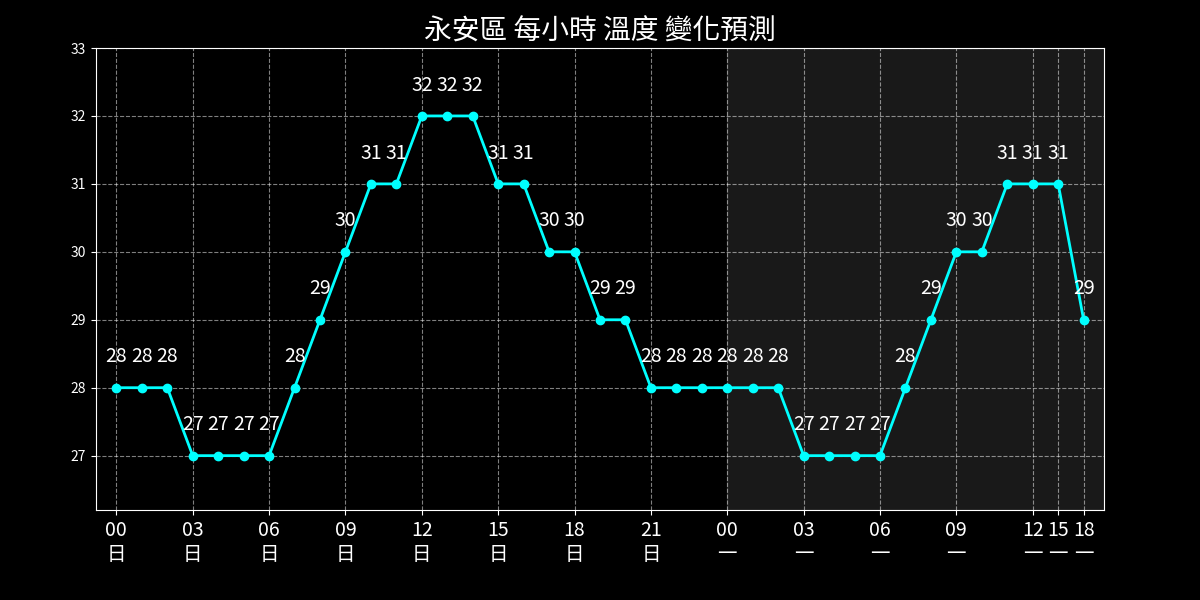 永安區 每小時 溫度 變化預測
33
32 32 32
32
31 31 31 31 31 31 31
31
30 30 30 30 30
30
29 29 29 29 29
29
28 28 28 28 28 28 28 28 28 28 28
28
27 27 27 27 27 27 27 27
27
00 03 06 09 12 15 18 21 00 03 06 09 12 15 18
日 日 日 日 日 日 日 日 一 一 一 一 一 一 一